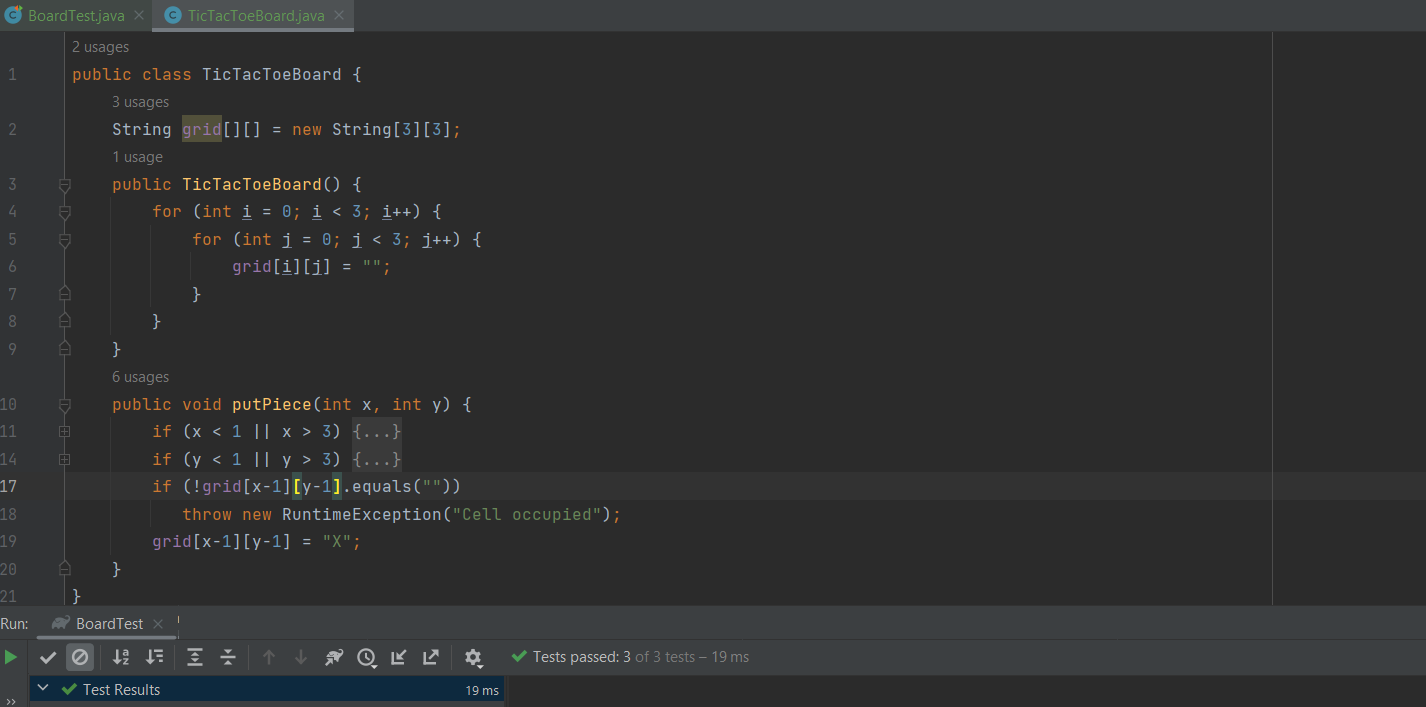 BoardTest.java TicTacToeBoard.java
2 usages
1 public class TicTacToeBoard {
3 usages
2 String grid[][] = new String[3][3];
1 usage
3 public TicTacToeBoard() {
4 for (int i = 0; i < 3; i++) {
5 for (int j = 0; j < 3; j++) {
6 grid[i][j] = "";
7 }
8 }
9 }
6 usages
10 public void putPiece(int x, int y) {
11 if (x < 1 || x > 3) {...}
14 if (y < 1 || y > 3) {...}
17 if (!grid[x-1][y-1].equals(""))
18 throw new RuntimeException("Cell occupied");
19 grid[x-1][y-1] = "X";
20 }
21 }
Run: BoardTest
Tests passed: 3 of 3 tests – 19 ms
Test Results 19 ms